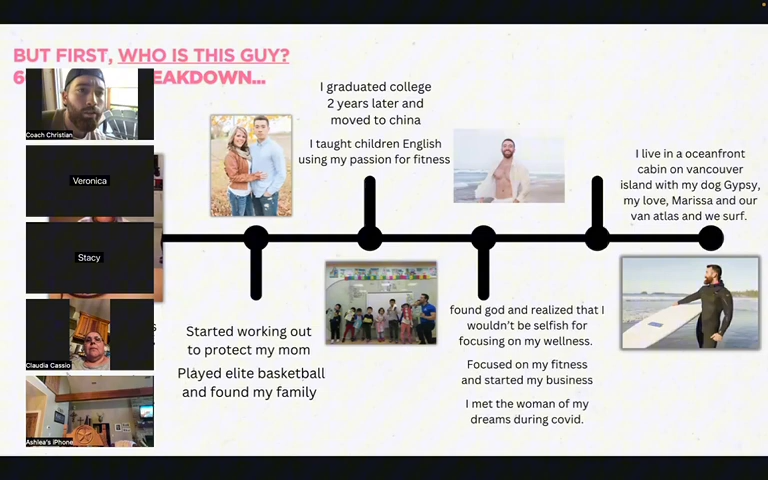 BUT FIRST, WHO IS THIS GUY?
6
EAKDOWN...
Coach Christian
Veronica
Stacy
Claudia Cassio
Ashlea's iPhone
Started working out
to protect my mom
Played elite basketball
and found my family
I graduated college
2 years later and
moved to china
I taught children English
using my passion for fitness
found god and realized that I
wouldn't be selfish for
focusing on my wellness.
Focused on my fitness
and started my business
I met the woman of my
dreams during covid.
I live in a oceanfront
cabin on vancouver
island with my dog Gypsy,
my love, Marissa and our
van atlas and we surf.